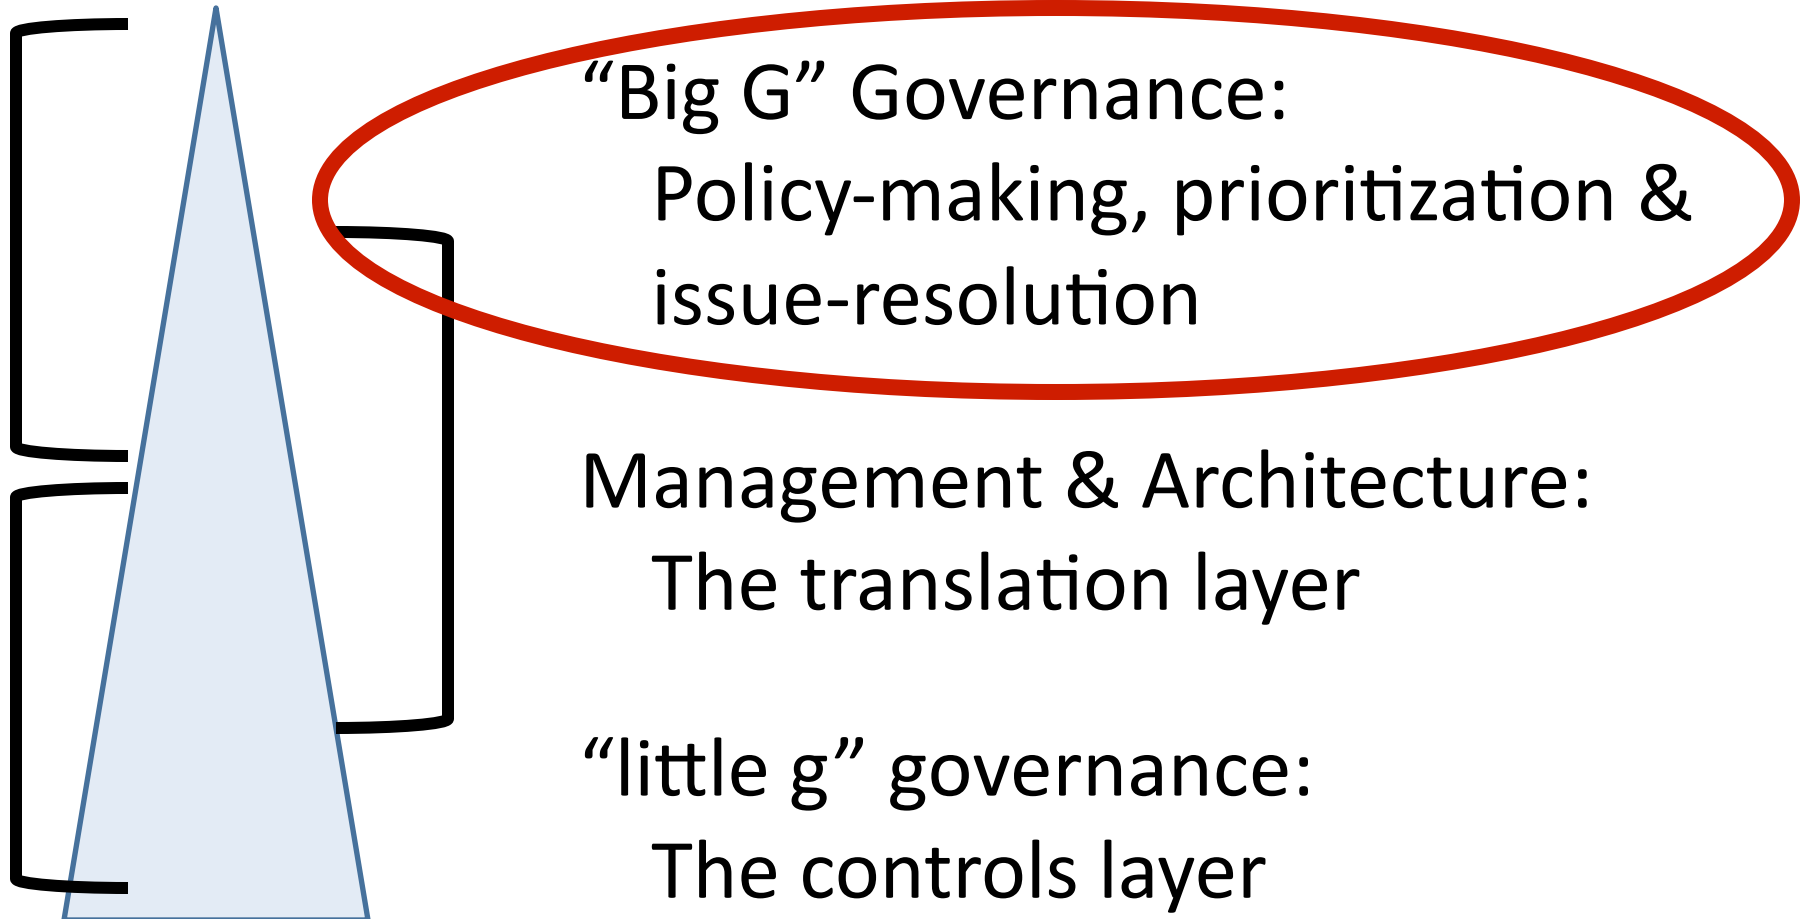 “Big G” Governance:
Policy-making, prioritization &
issue-resolution
Management & Architecture:
The translation layer
“little g” governance:
The controls layer